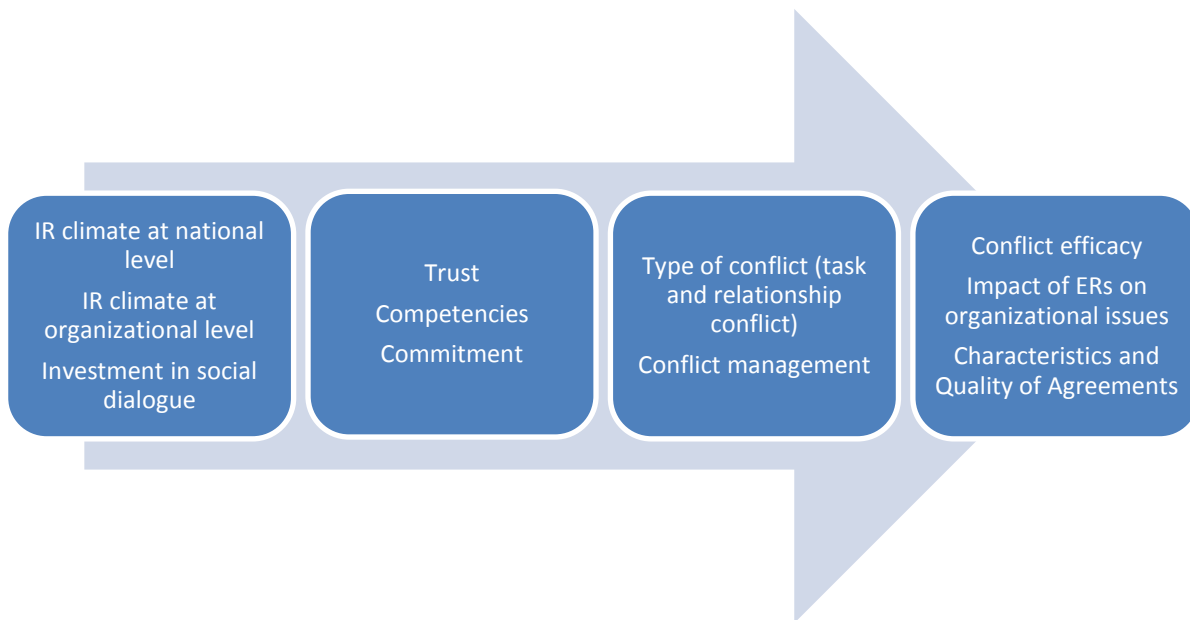 IR climate at national
level
IR climate at
organizational level
Investment in social
dialogue
Trust
Competencies
Commitment
Type of conflict (task
and relationship
conflict)
Conflict management
Conflict efficacy
Impact of ERs on
organizational issues
Characteristics and
Quality of Agreements